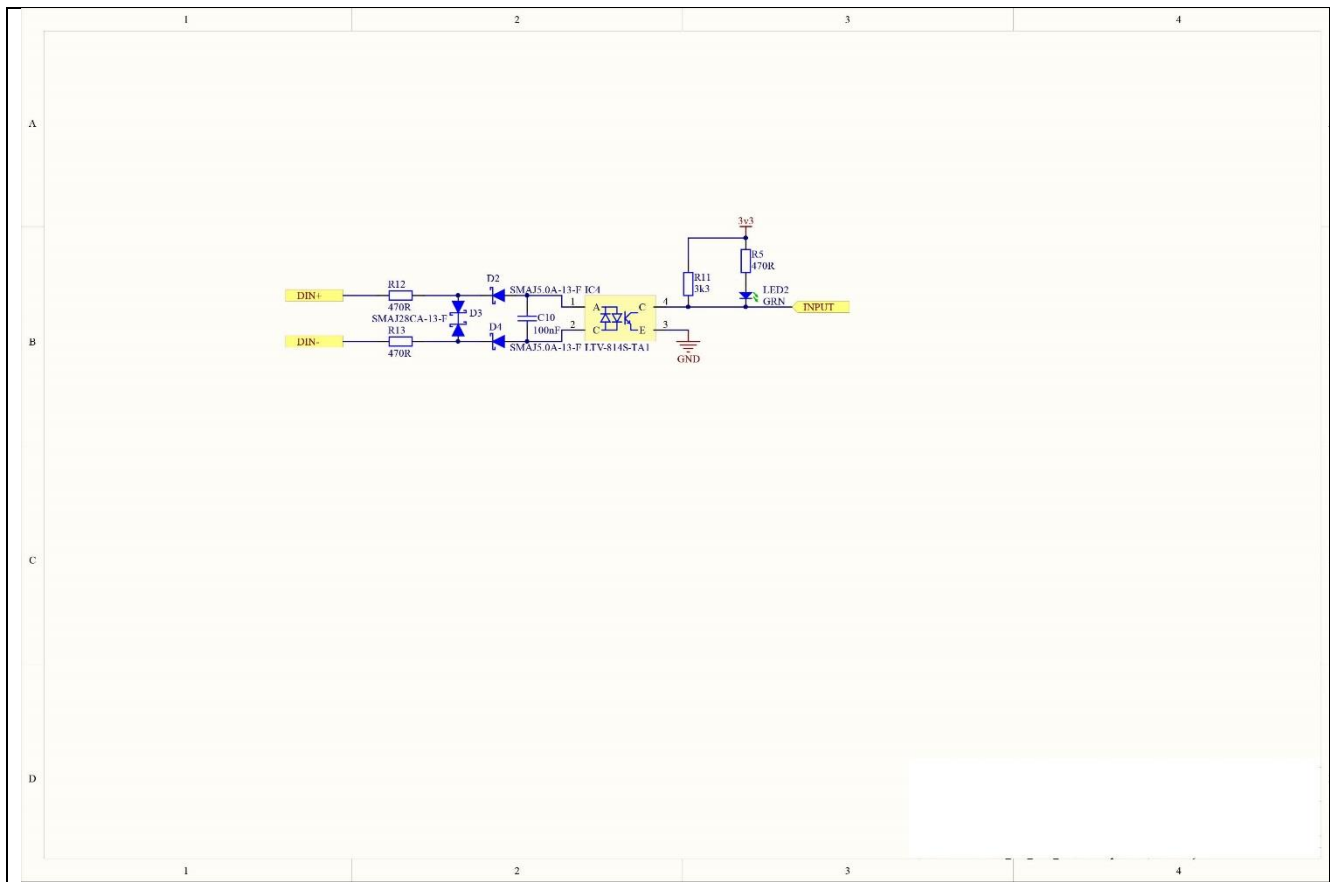 1 2 3 4
A
3v3
R5
470R
D2
SMAJ5.0A-13-F IC4
R11
3k3
LED2
GRN
R12
DIN+
470R
1 A C 4
INPUT
D3
SMAJ28CA-13-F
C10
100nF
R13
D4
2 C E 3
B
DIN-
470R
SMAJ5.0A-13-F LTV-814S-TA1
GND
B
C
D
1 2 3 4